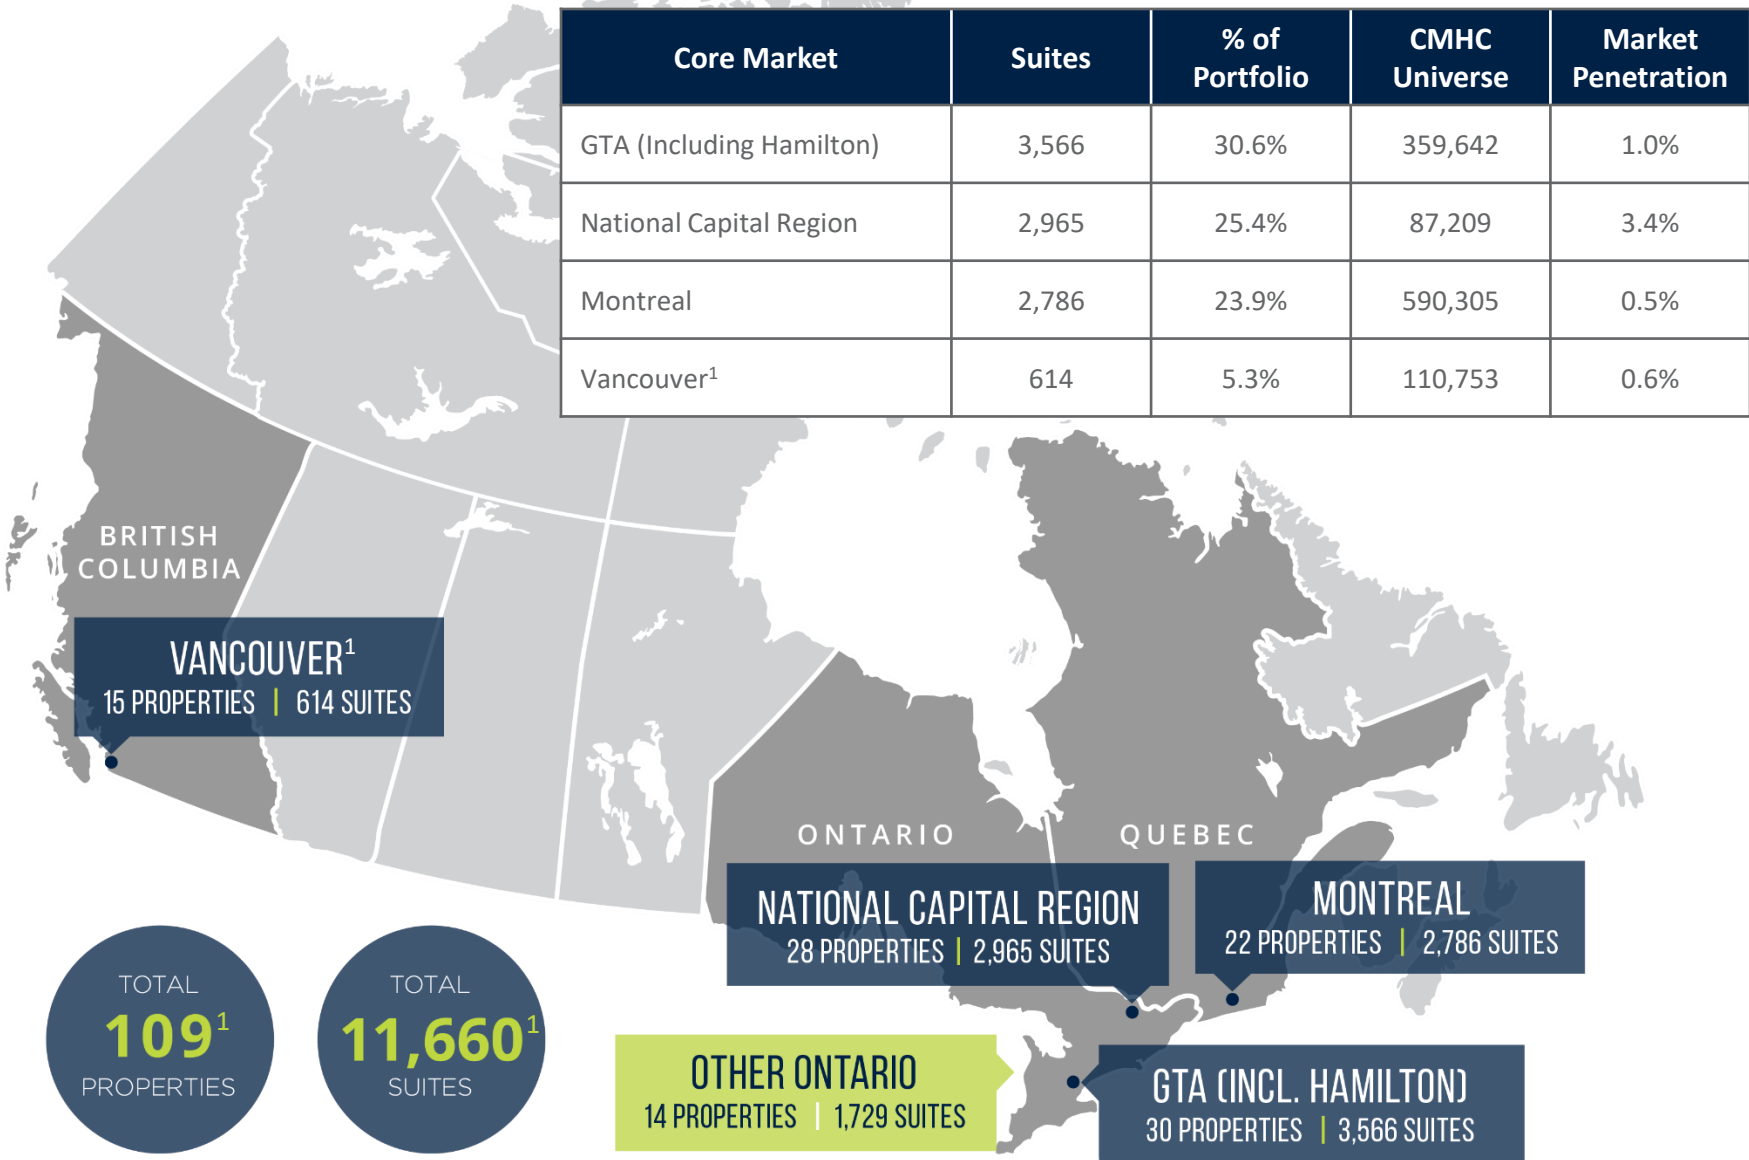 Core Market Suites % of Portfolio CMHC Universe Market Penetration
GTA (Including Hamilton) 3,566 30.6% 359,642 1.0%
National Capital Region 2,965 25.4% 87,209 3.4%
Montreal 2,786 23.9% 590,305 0.5%
Vancouver¹ 614 5.3% 110,753 0.6%
BRITISH
COLUMBIA
VANCOUVER¹
15 PROPERTIES | 614 SUITES
ONTARIO
QUEBEC
NATIONAL CAPITAL REGION
28 PROPERTIES | 2,965 SUITES
MONTREAL
22 PROPERTIES | 2,786 SUITES
TOTAL
109¹
PROPERTIES
TOTAL
11,660¹
SUITES
OTHER ONTARIO
14 PROPERTIES | 1,729 SUITES
GTA (INCL. HAMILTON)
30 PROPERTIES | 3,566 SUITES